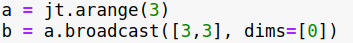 a = jt.arange(3)
b = a.broadcast([3,3], dims=[0])